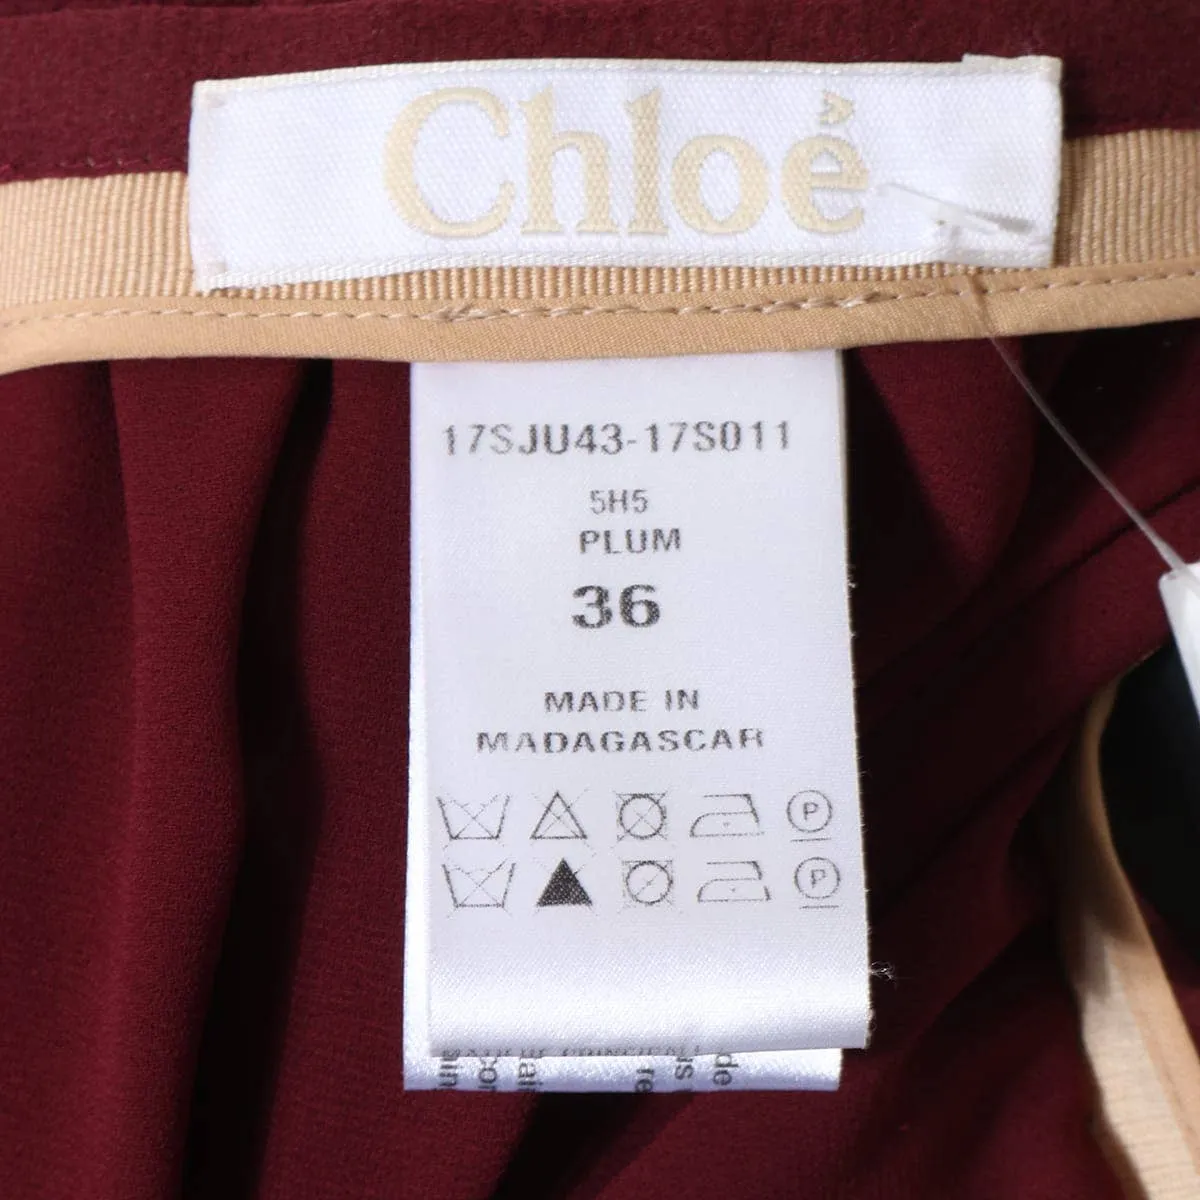 Chloé
17SJU43-17S011
5H5
PLUM
36
MADE IN
MADAGASCAR
P
P